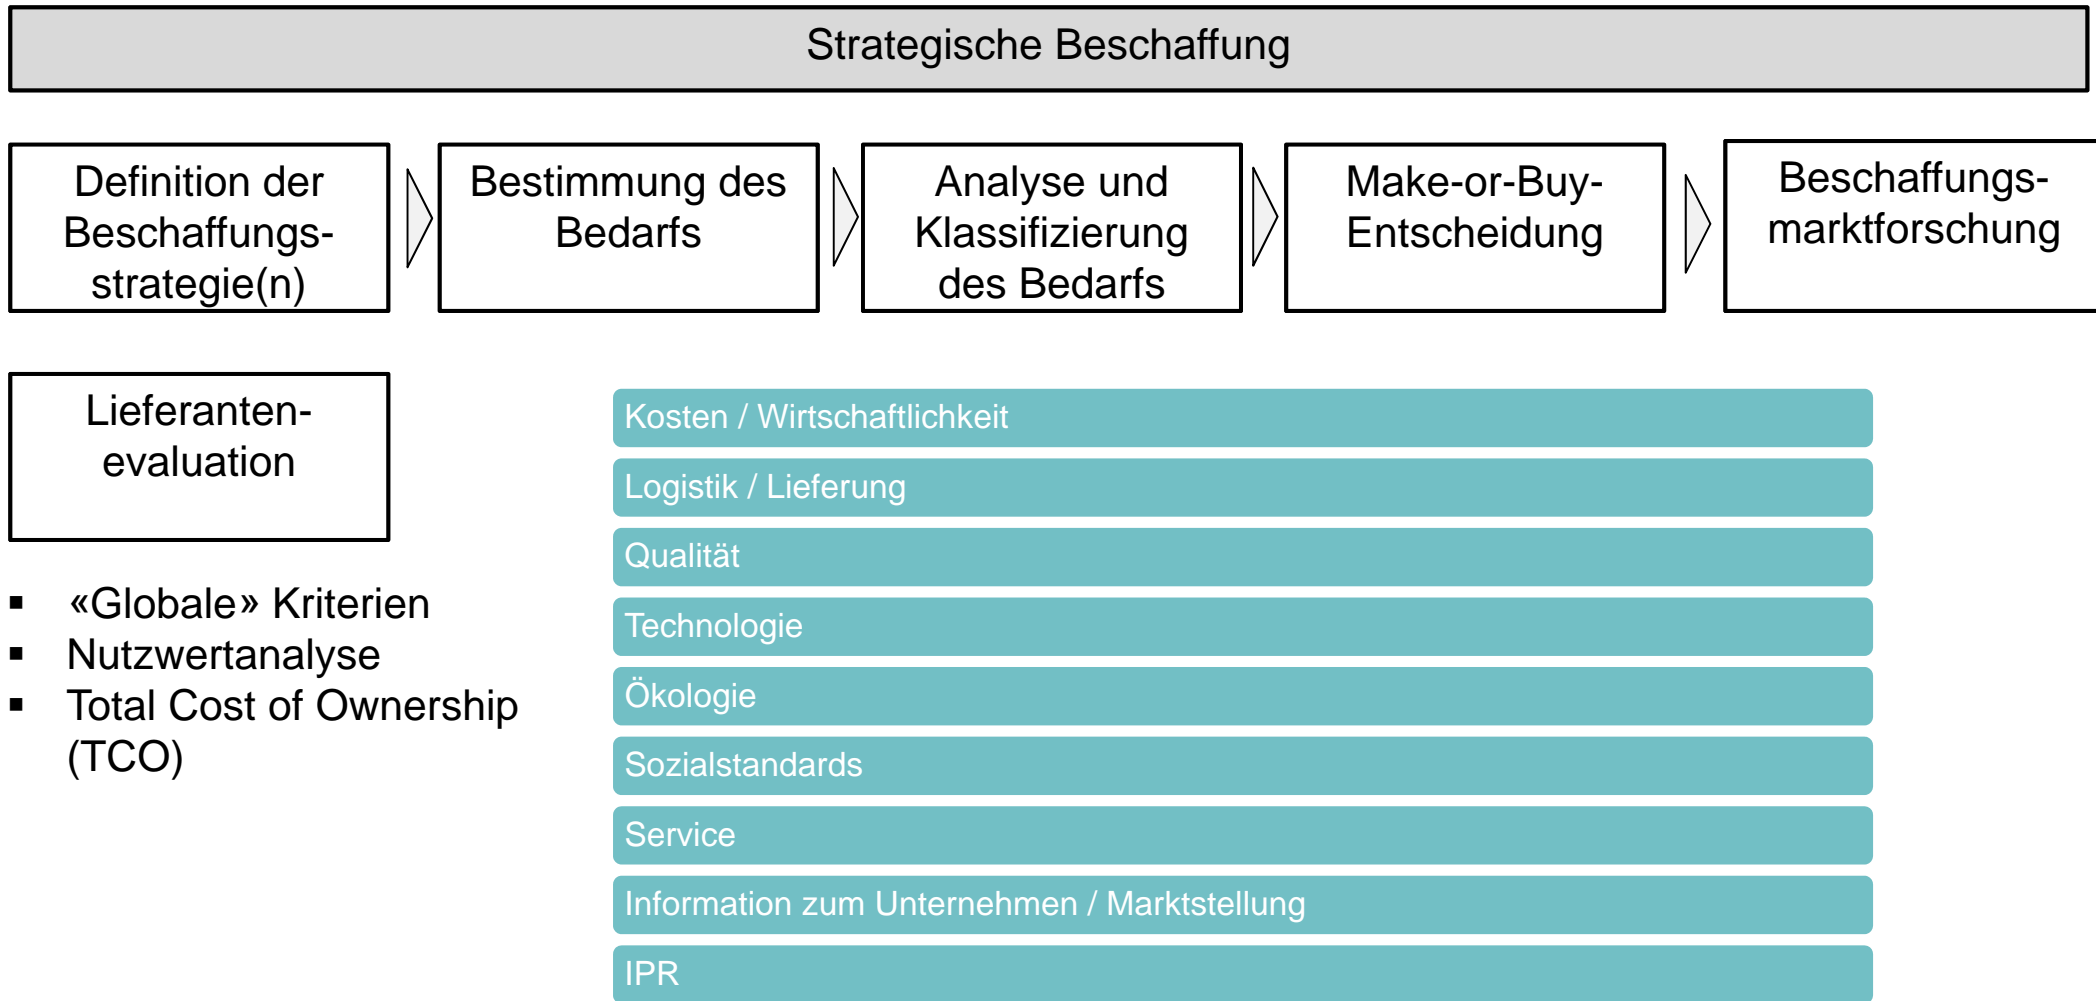 Strategische Beschaffung
Definition der
Beschaffungs-
strategie(n)
Bestimmung des
Bedarfs
Analyse und
Klassifizierung
des Bedarfs
Make-or-Buy-
Entscheidung
Beschaffungs-
marktforschung
Lieferanten-
evaluation
▪ «Globale» Kriterien
▪ Nutzwertanalyse
▪ Total Cost of Ownership
(TCO)
Kosten / Wirtschaftlichkeit
Logistik / Lieferung
Qualität
Technologie
Ökologie
Sozialstandards
Service
Information zum Unternehmen / Marktstellung
IPR